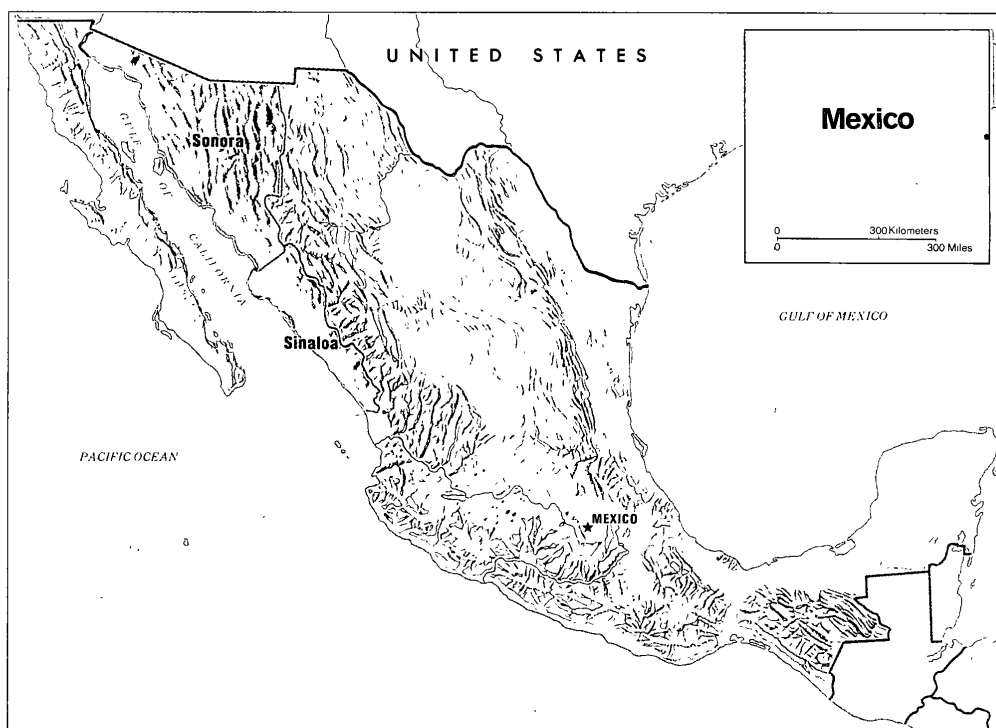 UNITED STATES
Mexico
0 300 Kilometers
0 300 Miles
Sonora
GULF
OF
CALIFORNIA
GULF OF MEXICO
Sinaloa
PACIFIC OCEAN
★ MEXICO